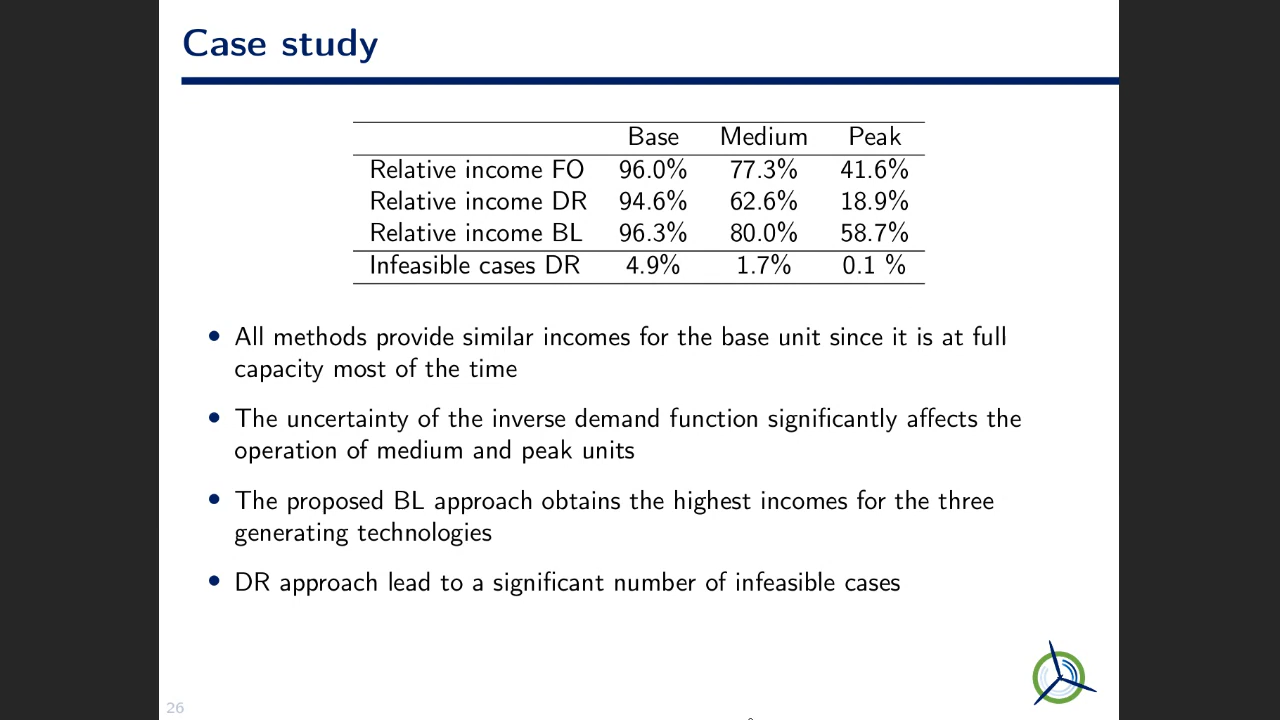 Case study
Base Medium Peak
Relative income FO 96.0% 77.3% 41.6%
Relative income DR 94.6% 62.6% 18.9%
Relative income BL 96.3% 80.0% 58.7%
Infeasible cases DR 4.9% 1.7% 0.1 %
• All methods provide similar incomes for the base unit since it is at full
capacity most of the time
• The uncertainty of the inverse demand function significantly affects the
operation of medium and peak units
• The proposed BL approach obtains the highest incomes for the three
generating technologies
• DR approach lead to a significant number of infeasible cases
26